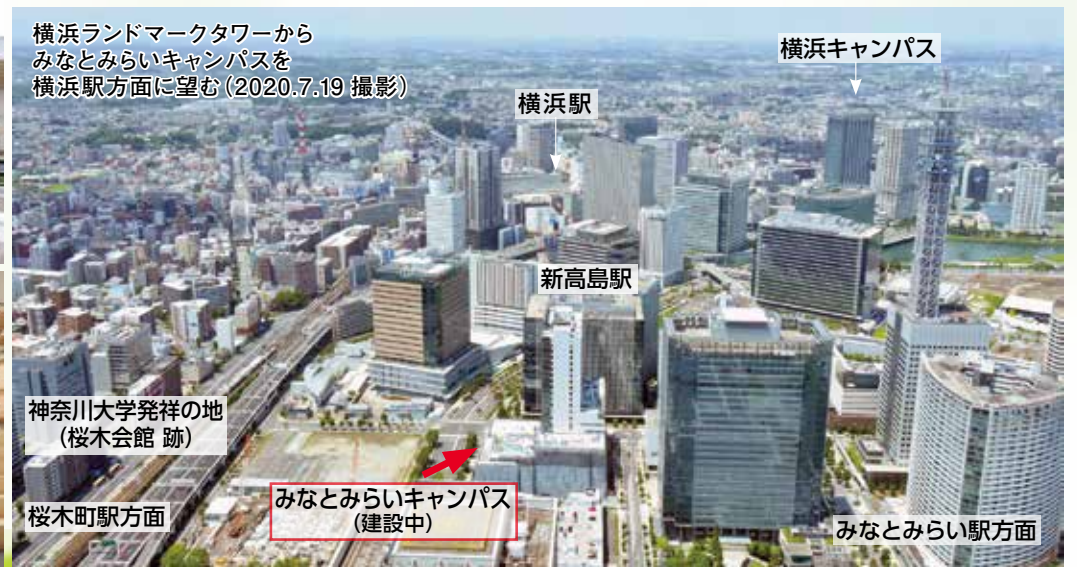 横浜ランドマークタワーから
みなとみらいキャンパスを
横浜駅方面に望む(2020.7.19 撮影)
横浜キャンパス
横浜駅
新高島駅
神奈川大学発祥の地
(桜木会館 跡)
みなとみらいキャンパス
(建設中)
桜木町駅方面
みなとみらい駅方面